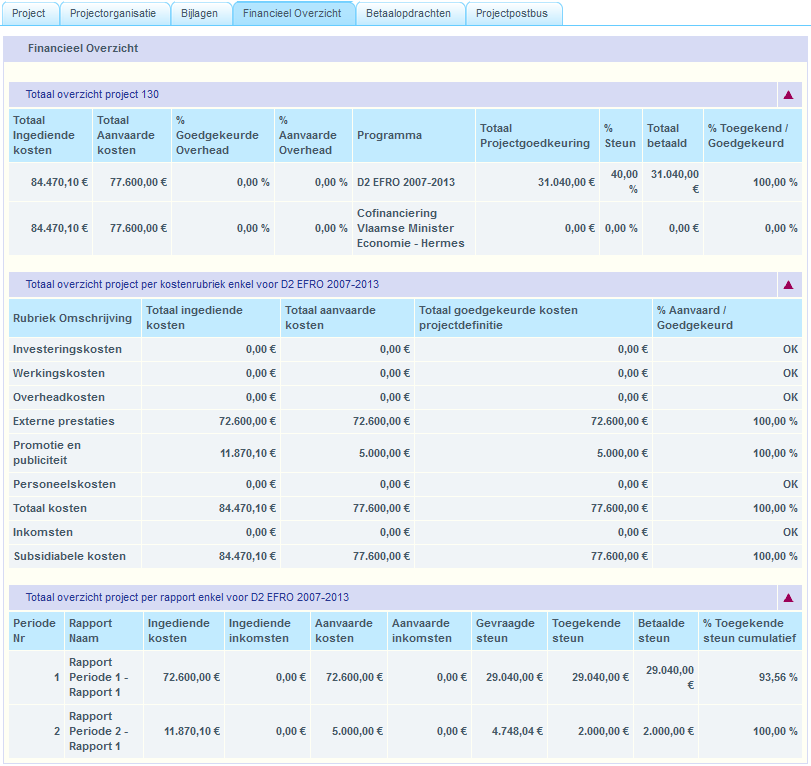 Project Projectorganisatie Bijlagen Financieel Overzicht Betaalopdrachten Projectpostbus
Financieel Overzicht
Totaal overzicht project 130
Totaal Ingediende kosten Totaal Aanvaarde kosten % Goedgekeurde Overhead % Aanvaarde Overhead Programma Totaal Projectgoedkeuring % Steun Totaal betaald % Toegekend / Goedgekeurd
84.470,10 € 77.600,00 € 0,00 % 0,00 % D2 EFRO 2007-2013 31.040,00 € 40,00 % 31.040,00 € 100,00 %
84.470,10 € 77.600,00 € 0,00 % 0,00 % Cofinanciering Vlaamse Minister Economie - Hermes 0,00 € 0,00 % 0,00 € 0,00 %
Totaal overzicht project per kostenrubriek enkel voor D2 EFRO 2007-2013
Rubriek Omschrijving Totaal ingediende kosten Totaal aanvaarde kosten Totaal goedgekeurde kosten projectdefinitie % Aanvaard / Goedgekeurd
Investeringskosten 0,00 € 0,00 € 0,00 € OK
Werkingskosten 0,00 € 0,00 € 0,00 € OK
Overheadkosten 0,00 € 0,00 € 0,00 € OK
Externe prestaties 72.600,00 € 72.600,00 € 72.600,00 € 100,00 %
Promotie en publiciteit 11.870,10 € 5.000,00 € 5.000,00 € 100,00 %
Personeelskosten 0,00 € 0,00 € 0,00 € OK
Totaal kosten 84.470,10 € 77.600,00 € 77.600,00 € 100,00 %
Inkomsten 0,00 € 0,00 € 0,00 € OK
Subsidiabele kosten 84.470,10 € 77.600,00 € 77.600,00 € 100,00 %
Totaal overzicht project per rapport enkel voor D2 EFRO 2007-2013
Periode Nr Rapport Naam Ingediende kosten Ingediende inkomsten Aanvaarde kosten Aanvaarde inkomsten Gevraagde steun Toegekende steun Betaalde steun % Toegekende steun cumulatief
1 Rapport Periode 1 - Rapport 1 72.600,00 € 0,00 € 72.600,00 € 0,00 € 29.040,00 € 29.040,00 € 29.040,00 € 93,56 %
2 Rapport Periode 2 - Rapport 1 11.870,10 € 0,00 € 5.000,00 € 0,00 € 4.748,04 € 2.000,00 € 2.000,00 € 100,00 %